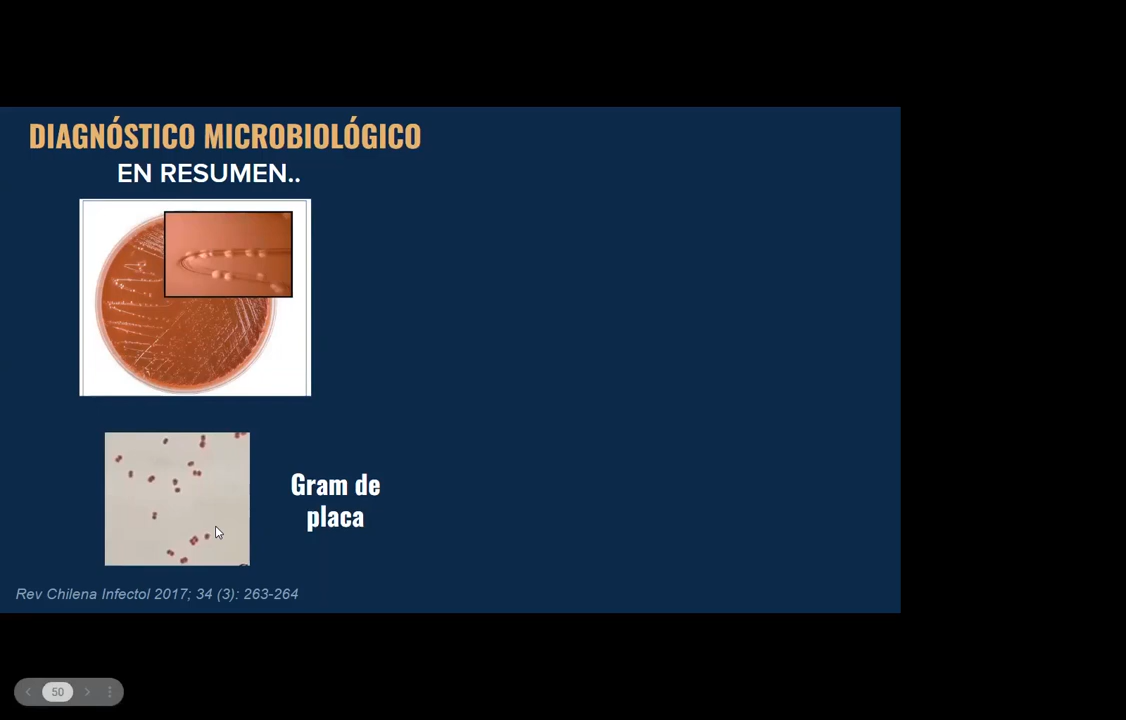 DIAGNÓSTICO MICROBIOLÓGICO
EN RESUMEN..
Gram de
placa
Rev Chilena Infectol 2017; 34 (3): 263-264
50